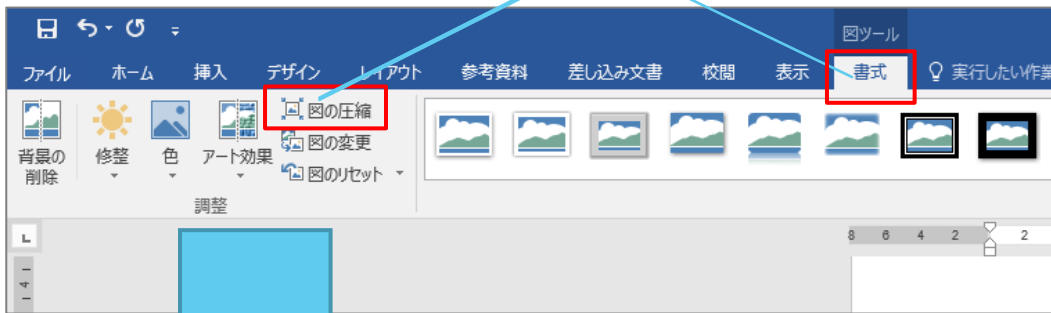 図ツール
ファイル ホーム 挿入 デザイン レイアウト 参考資料 差し込み文書 校閲 表示 書式 実行したい作業
背景の
削除
修整
色
アート効果
図の圧縮
図の変更
図のリセット
調整
L
8 6 4 2 2
4